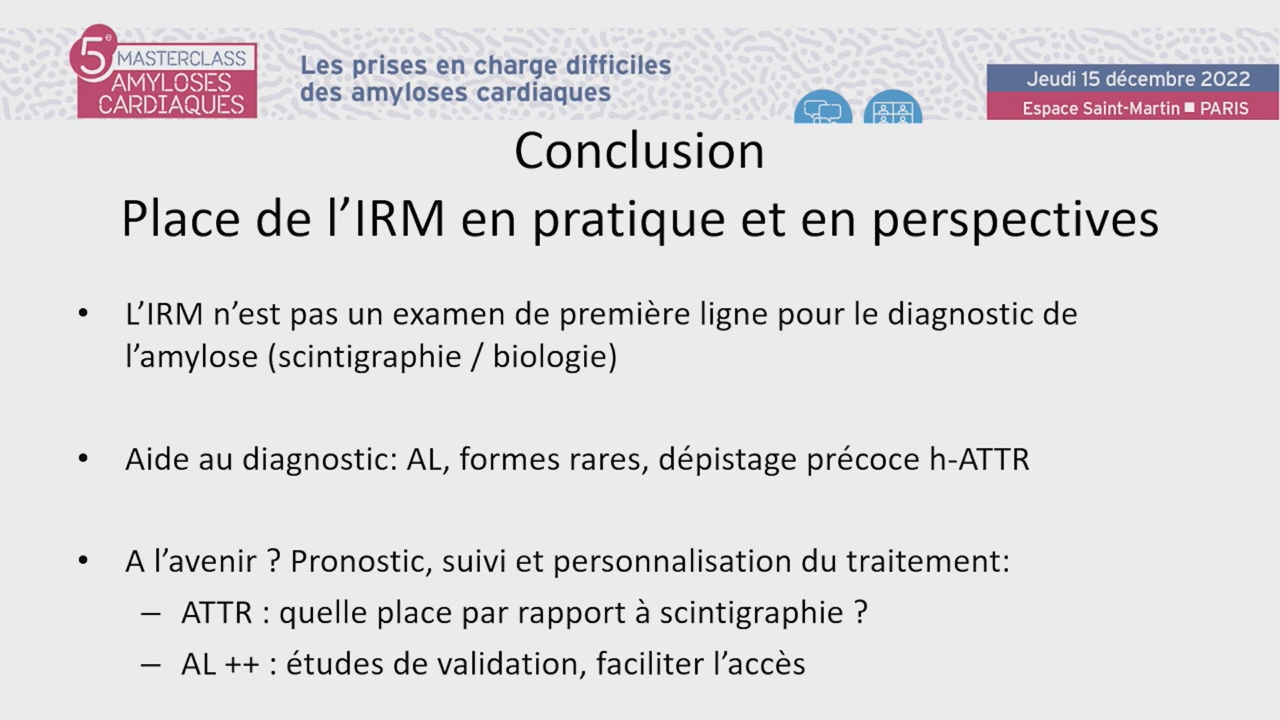 5e
MASTERCLASS
AMYLOSES
CARDIAQUES
Les prises en charge difficiles
des amyloses cardiaques
Jeudi 15 décembre 2022
Espace Saint-Martin ■ PARIS
Conclusion
Place de l’IRM en pratique et en perspectives
• L’IRM n’est pas un examen de première ligne pour le diagnostic de
l’amylose (scintigraphie / biologie)
• Aide au diagnostic: AL, formes rares, dépistage précoce h-ATTR
• A l’avenir ? Pronostic, suivi et personnalisation du traitement:
– ATTR : quelle place par rapport à scintigraphie ?
– AL ++ : études de validation, faciliter l’accès